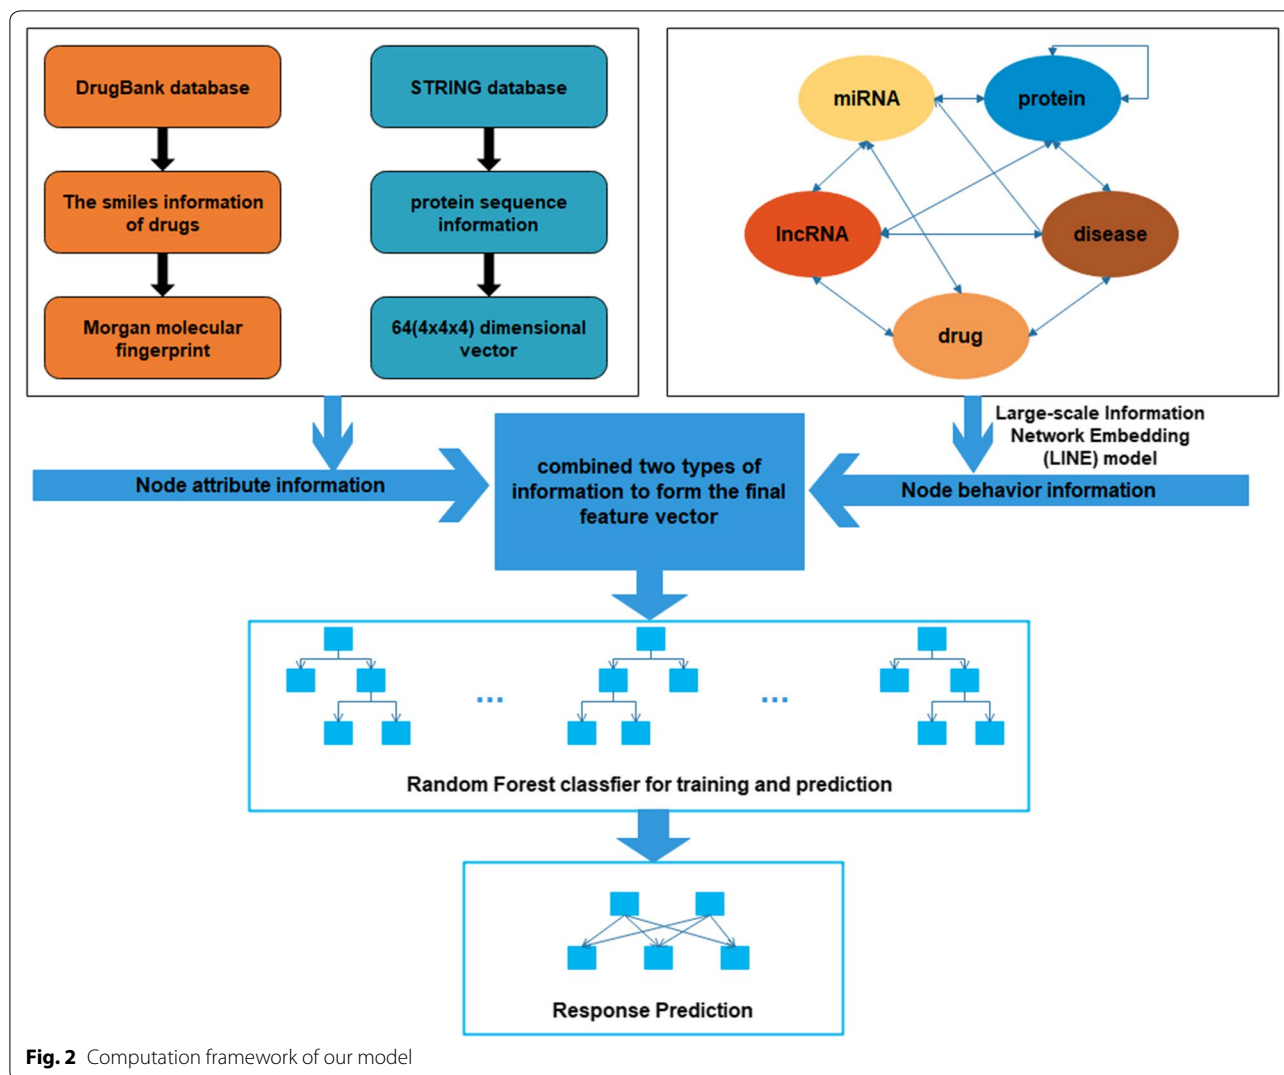 DrugBank database
The smiles information
of drugs
Morgan molecular
fingerprint
STRING database
protein sequence
information
64(4x4x4) dimensional
vector
miRNA
protein
lncRNA
disease
drug
Large-scale Information
Network Embedding
(LINE) model
Node attribute information
combined two types of
information to form the final
feature vector
Node behavior information
...
...
Random Forest classfier for training and prediction
Response Prediction
Fig. 2 Computation framework of our model